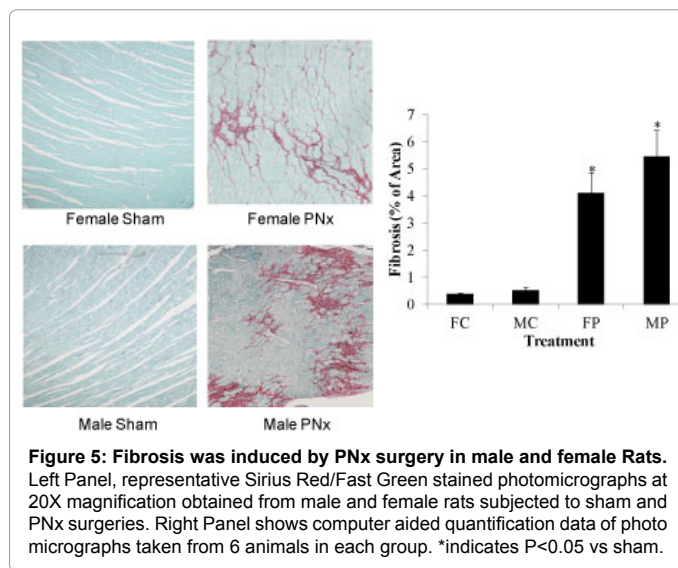 Female Sham
Female PNx
Male Sham
Male PNx
Fibrosis (% of Area)
7
6
5
4
3
2
1
0
*
*
FC MC FP MP
Treatment
Figure 5: Fibrosis was induced by PNx surgery in male and female Rats.
Left Panel, representative Sirius Red/Fast Green stained photomicrographs at
20X magnification obtained from male and female rats subjected to sham and
PNx surgeries. Right Panel shows computer aided quantification data of photo
micrographs taken from 6 animals in each group. *indicates P<0.05 vs sham.